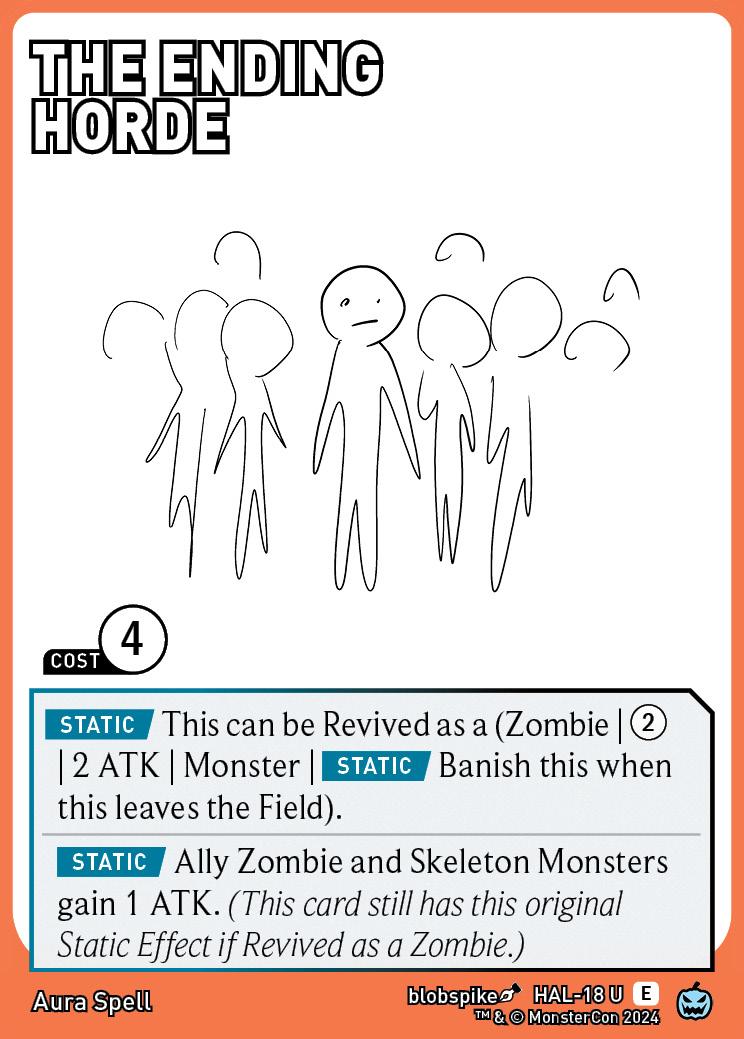 THE ENDING
HORDE
COST 4
STATIC This can be Revived as a (Zombie | 2
| 2 ATK | Monster | STATIC Banish this when
this leaves the Field).
STATIC Ally Zombie and Skeleton Monsters
gain 1 ATK. (This card still has this original
Static Effect if Revived as a Zombie.)
Aura Spell
blobspike HAL-18 U E
™ & © MonsterCon 2024